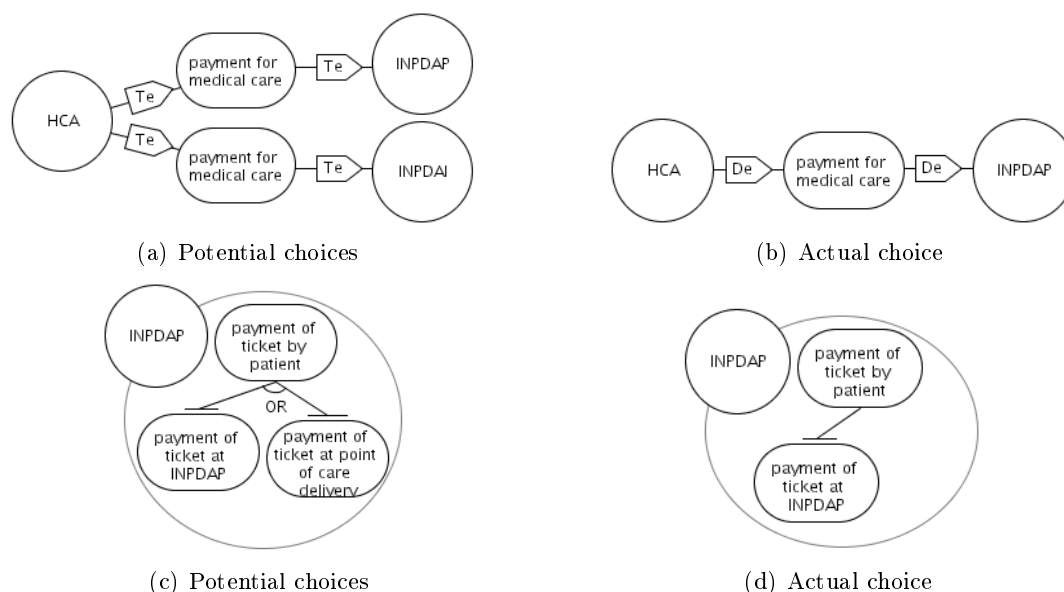 HCA
Te
payment for
medical care
Te
INPDAP
Te
payment for
medical care
Te
INPDAI
(a) Potential choices
HCA
De
payment for
medical care
De
INPDAP
(b) Actual choice
INPDAP
payment of
ticket by
patient
OR
payment of
ticket at
INPDAP
payment of
ticket at point
of care
delivery
(c) Potential choices
INPDAP
payment of
ticket by
patient
payment of
ticket at
INPDAP
(d) Actual choice